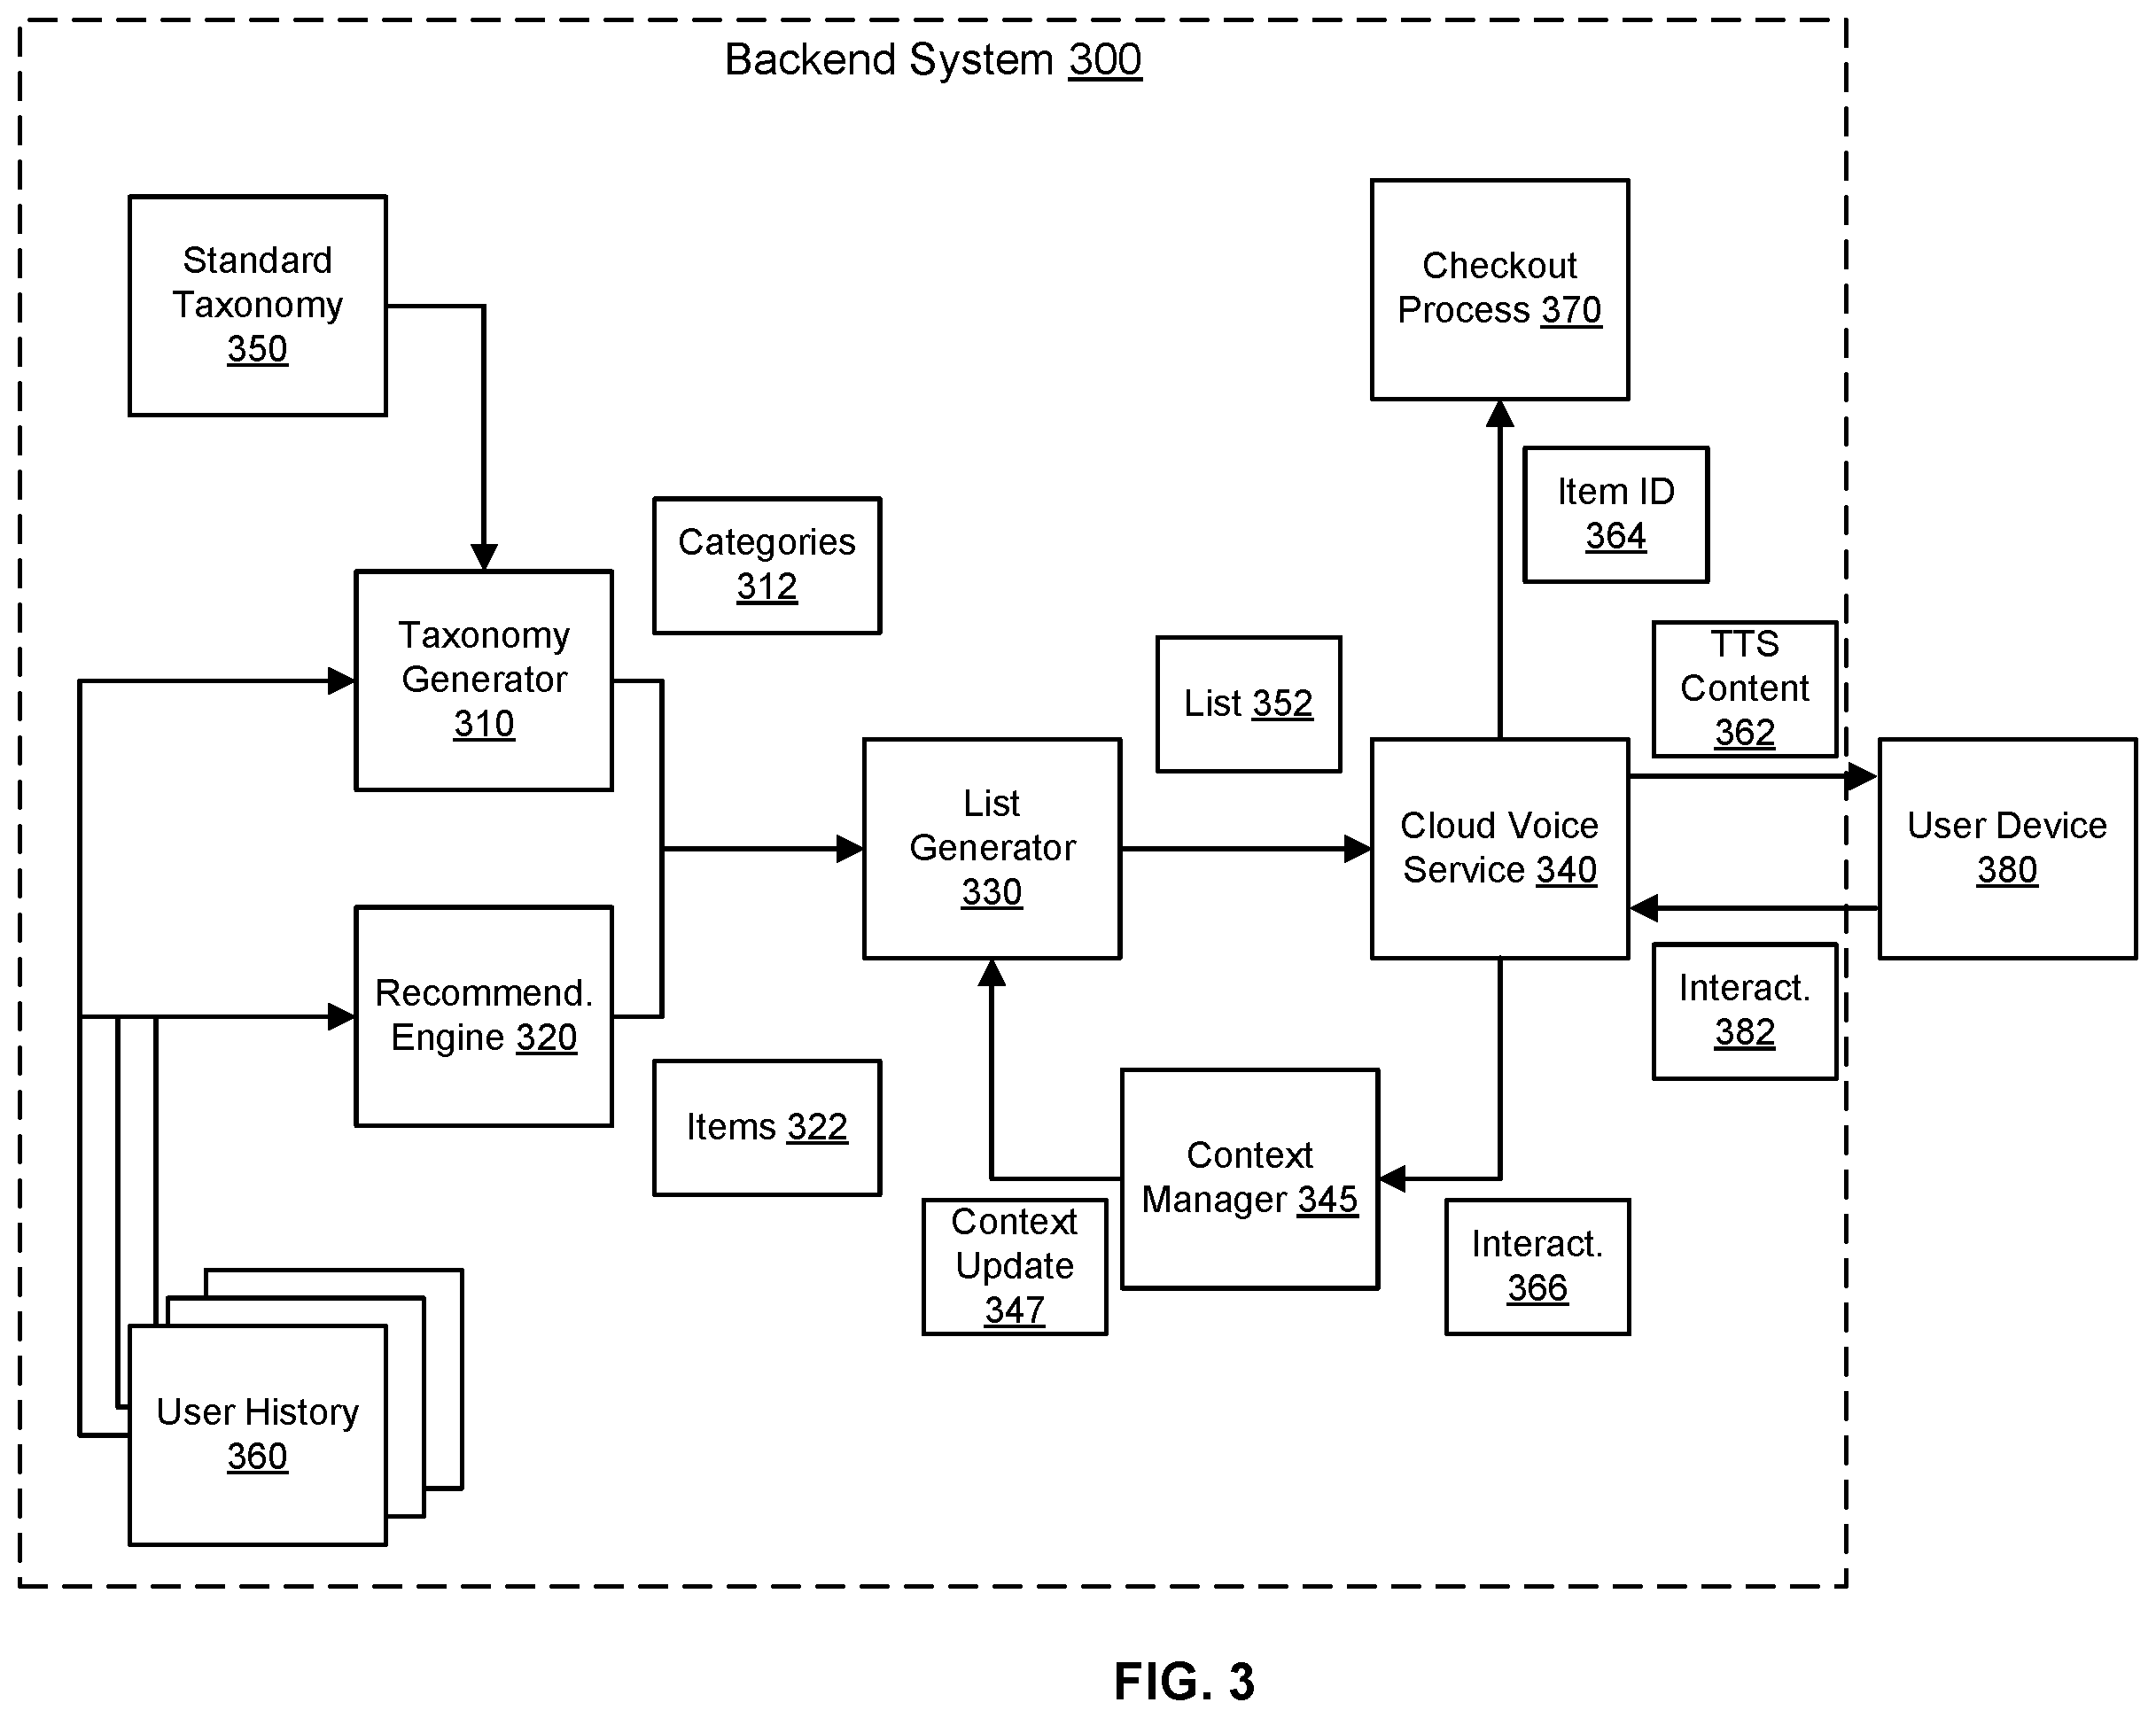 Backend System 300
Standard
Taxonomy
350
Checkout
Process 370
Item ID
364
Categories
312
Taxonomy
Generator
310
TTS
Content
362
List 352
List
Generator
330
Cloud Voice
Service 340
User Device
380
Recommend.
Engine 320
Interact.
382
Items 322
Context
Manager 345
Context
Update
347
Interact.
366
User History
360
FIG. 3